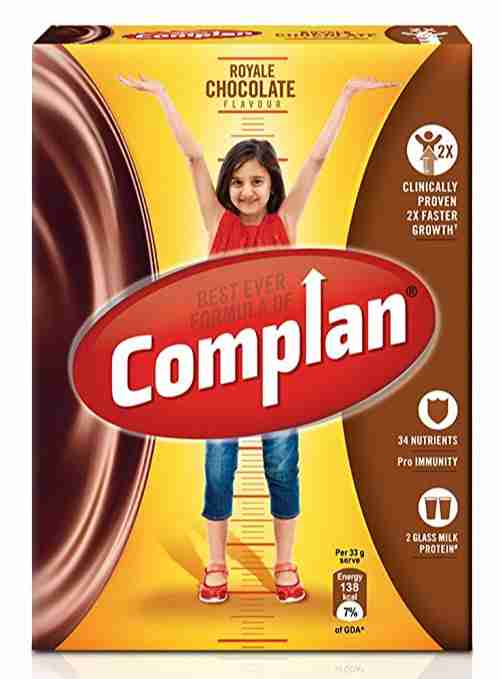 Complan
ROYALE
CHOCOLATE
FLAVOUR
2X
CLINICALLY
PROVEN
2X FASTER
GROWTH†
BEST EVER
FORMULA OF
Complan®
34 NUTRIENTS
Pro IMMUNITY
2 GLASS MILK
PROTEIN#
Per 33 g
serve
Energy
138
kcal
7%
of GDA*